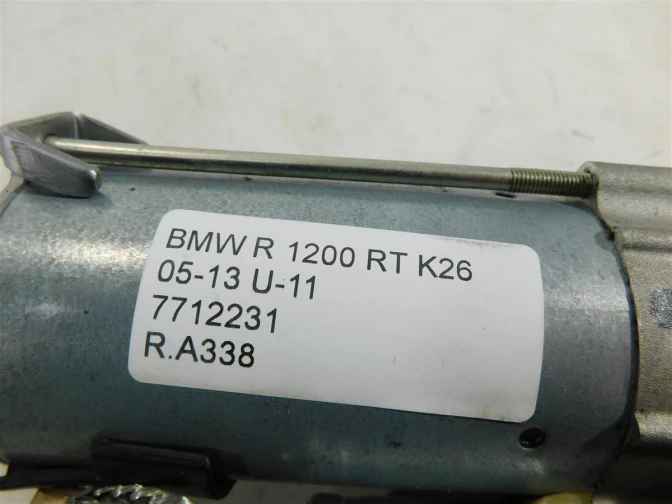 BMW R 1200 RT K26
05-13 U-11
7712231
R.A338